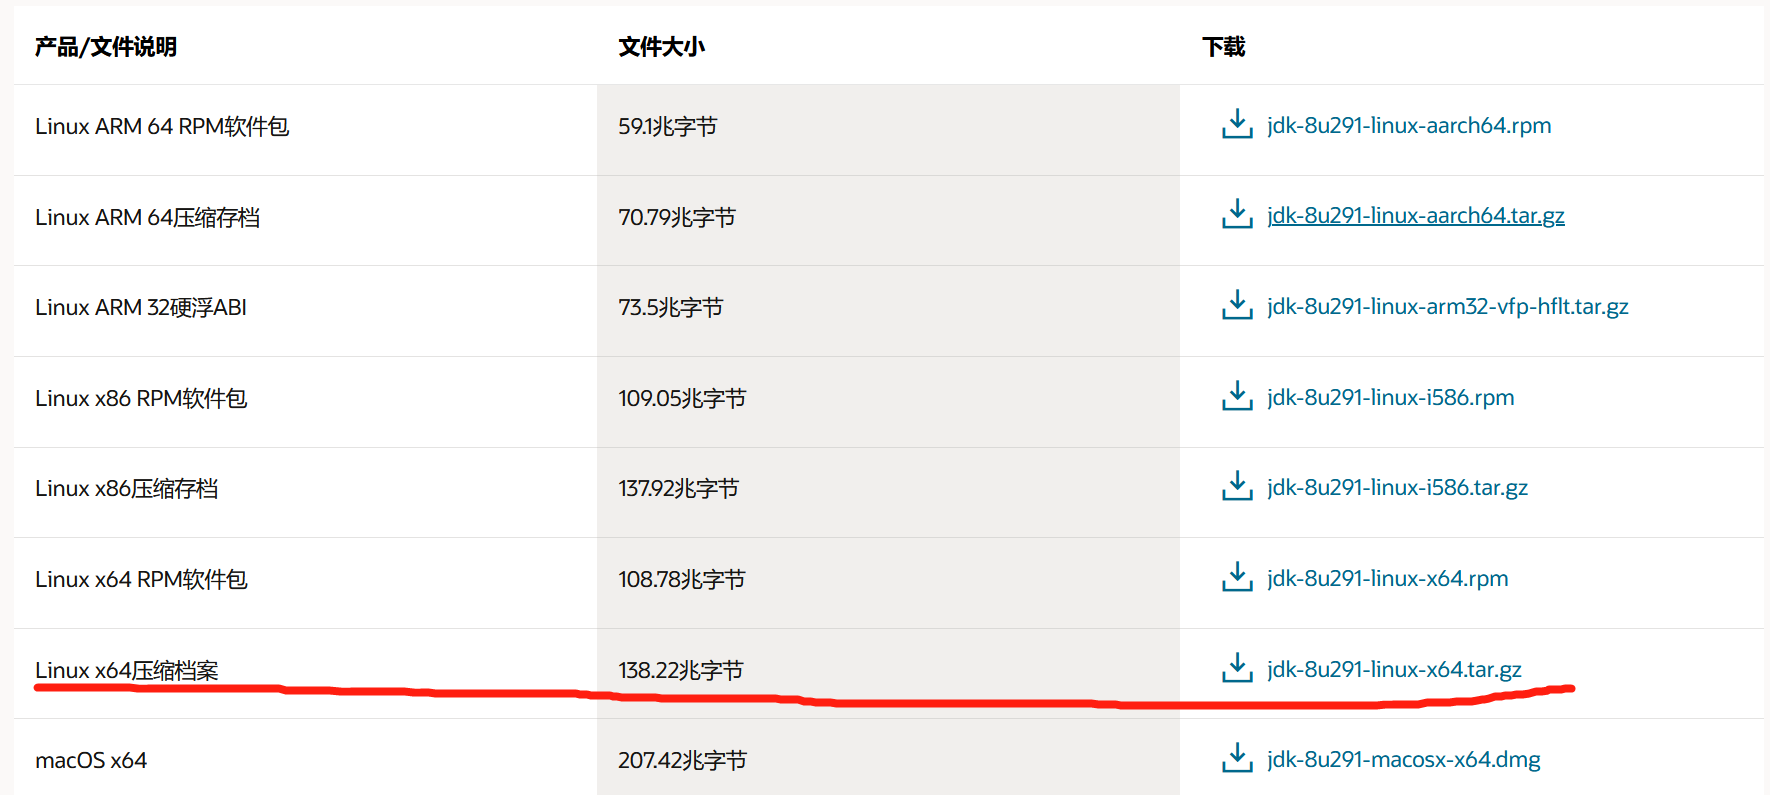 产品/文件说明 文件大小 下载
Linux ARM 64 RPM软件包 59.1兆字节 jdk-8u291-linux-aarch64.rpm
Linux ARM 64压缩存档 70.79兆字节 jdk-8u291-linux-aarch64.tar.gz
Linux ARM 32硬浮ABI 73.5兆字节 jdk-8u291-linux-arm32-vfp-hflt.tar.gz
Linux x86 RPM软件包 109.05兆字节 jdk-8u291-linux-i586.rpm
Linux x86压缩存档 137.92兆字节 jdk-8u291-linux-i586.tar.gz
Linux x64 RPM软件包 108.78兆字节 jdk-8u291-linux-x64.rpm
Linux x64压缩档案 138.22兆字节 jdk-8u291-linux-x64.tar.gz
macOS x64 207.42兆字节 jdk-8u291-macosx-x64.dmg